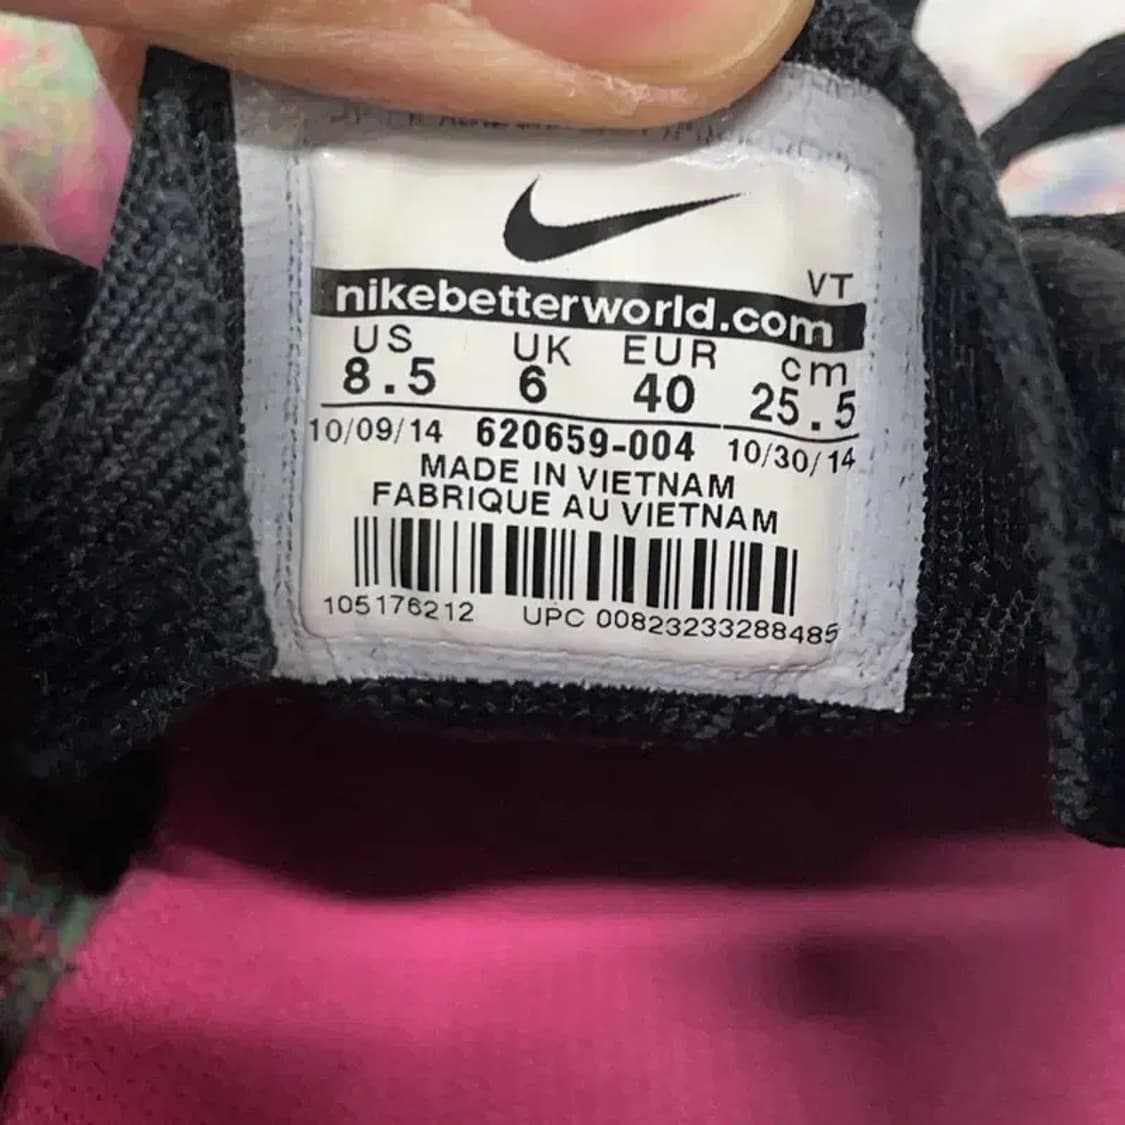 VT
nikebetterworld.com
US UK EUR cm
8.5 6 40 25.5
10/09/14 620659-004 10/30/14
MADE IN VIETNAM
FABRIQUE AU VIETNAM
105176212 UPC 00823233288485